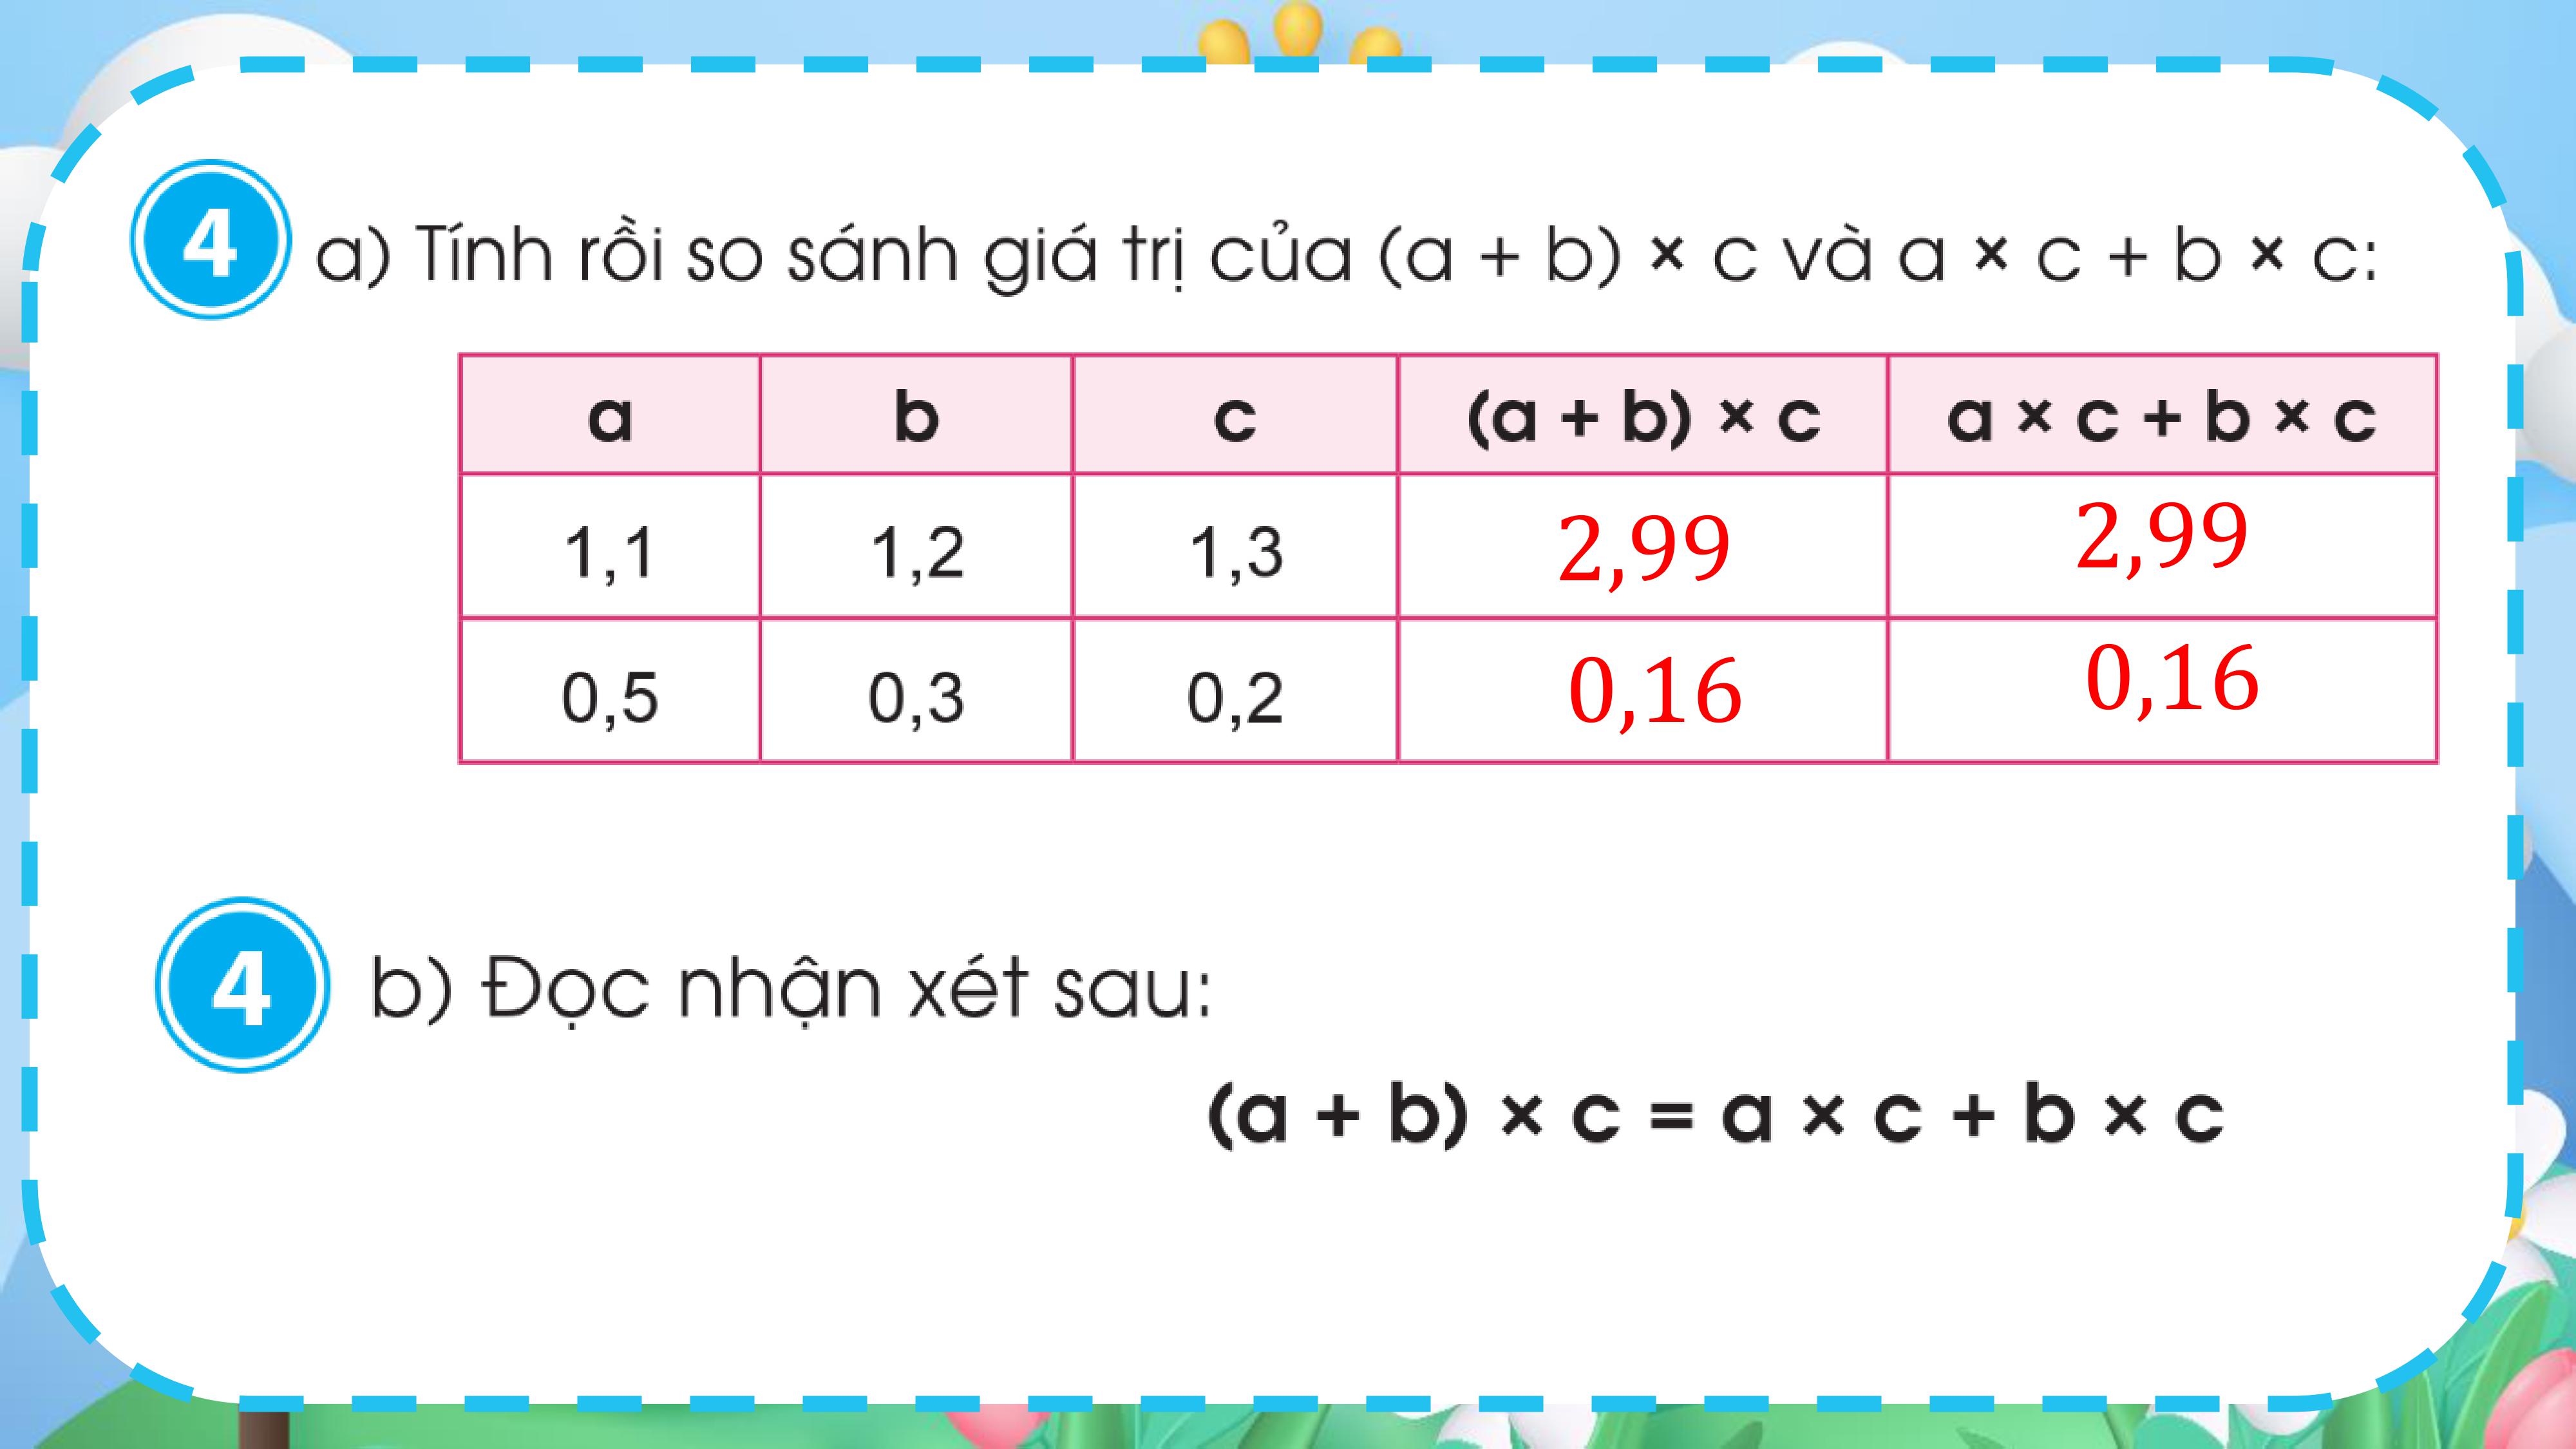 4 a) Tính rồi so sánh giá trị của (a + b) × c và a × c + b × c:
a b c (a + b) × c a × c + b × c
1,1 1,2 1,3 2,99 2,99
0,5 0,3 0,2 0,16 0,16
4 b) Đọc nhận xét sau:
(a + b) × c = a × c + b × c